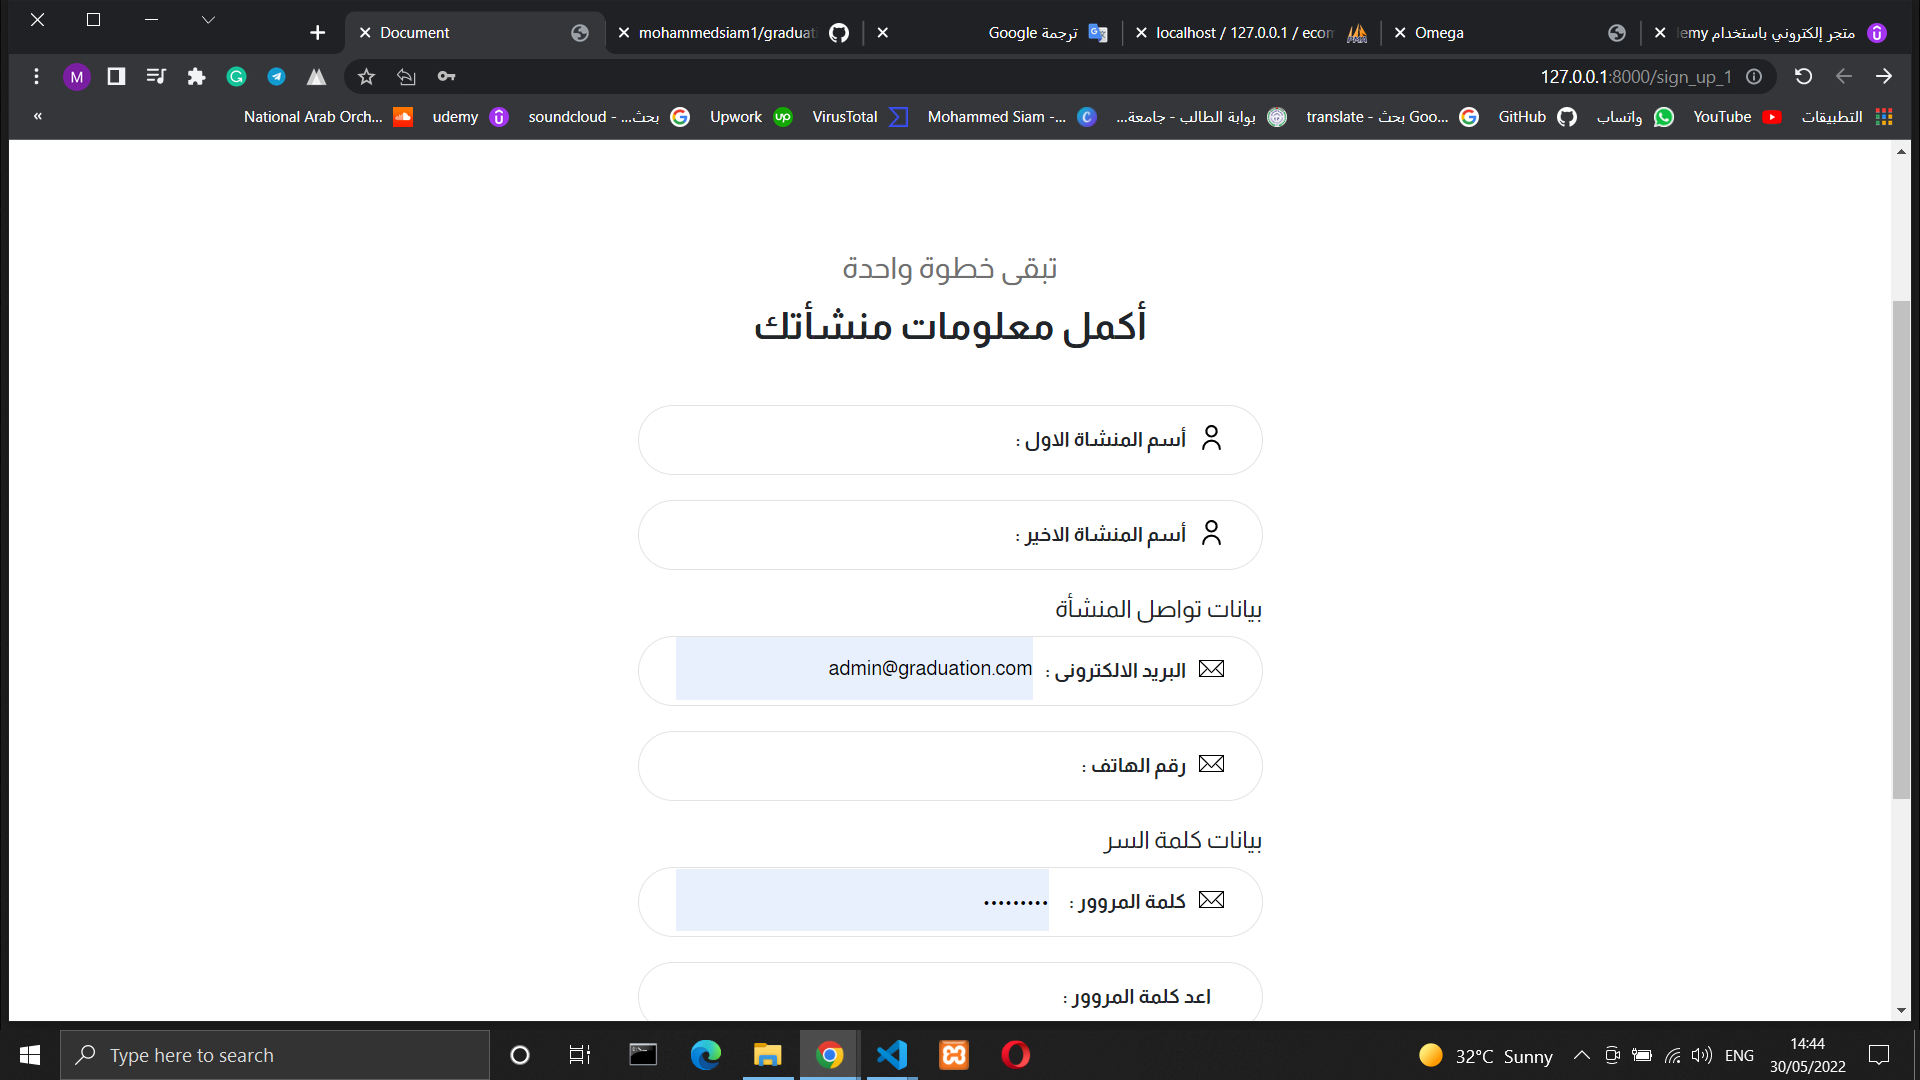 Document
mohammedsiam1/graduat
ترجمة Google
localhost / 127.0.0.1 / econ
Omega
متجر إلكتروني باستخدام lemy
M
127.0.0.1:8000/sign_up_1
«
National Arab Orch...
udemy
بحث... - soundcloud
Upwork
VirusTotal
Mohammed Siam -...
بوابة الطالب - جامعة...
translate - بحث Goo...
GitHub
واتساب
YouTube
التطبيقات
تبقى خطوة واحدة
أكمل معلومات منشأتك
أسم المنشاة الاول :
أسم المنشاة الاخير :
بيانات تواصل المنشأة
البريد الالكترونى : admin@graduation.com
رقم الهاتف :
بيانات كلمة السر
كلمة المروور : •••••••••
اعد كلمة المروور :
Type here to search
32°C Sunny
ENG
14:44
30/05/2022